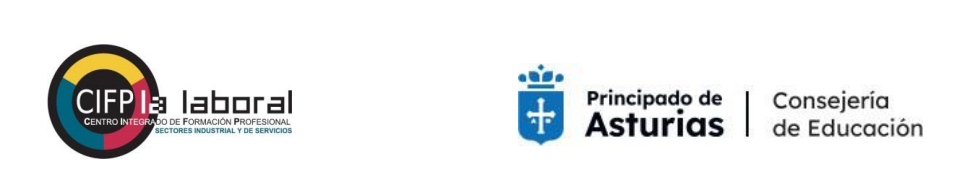 CIFP la laboral
CENTRO INTEGRADO DE FORMACIÓN PROFESIONAL
SECTORES INDUSTRIAL Y DE SERVICIOS
Principado de
Asturias
Consejería
de Educación